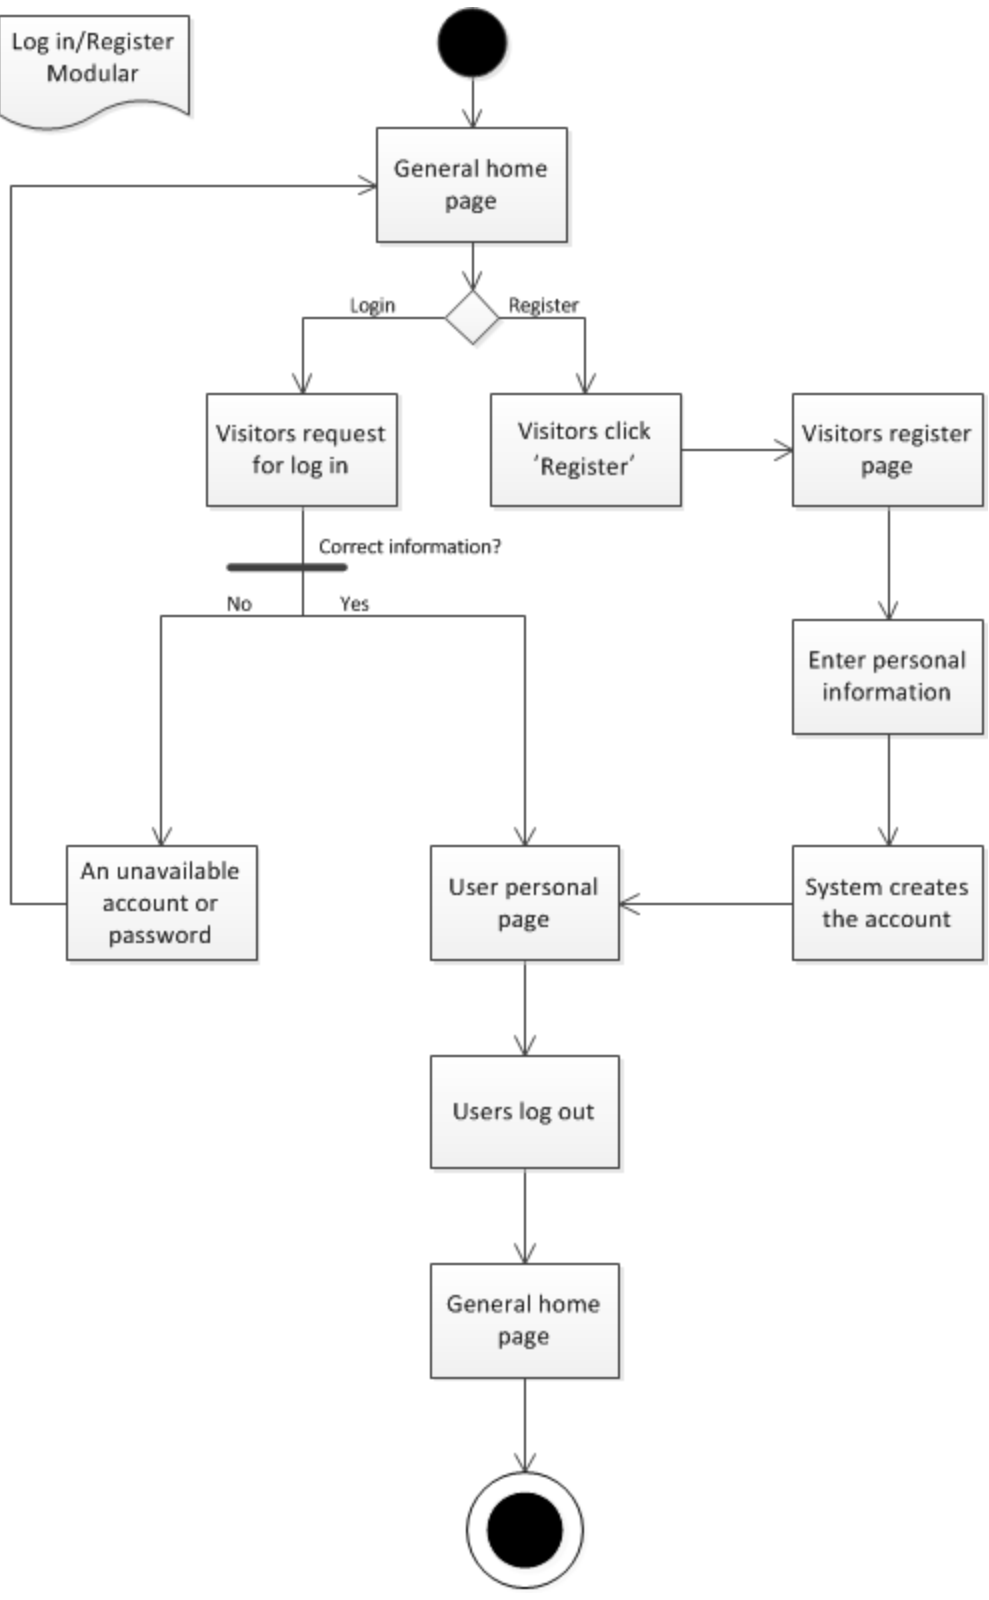 Log in/Register
Modular
General home
page
Login
Register
Visitors request
for log in
Visitors click
‘Register’
Visitors register
page
Correct information?
No
Yes
Enter personal
information
An unavailable
account or
password
User personal
page
System creates
the account
Users log out
General home
page